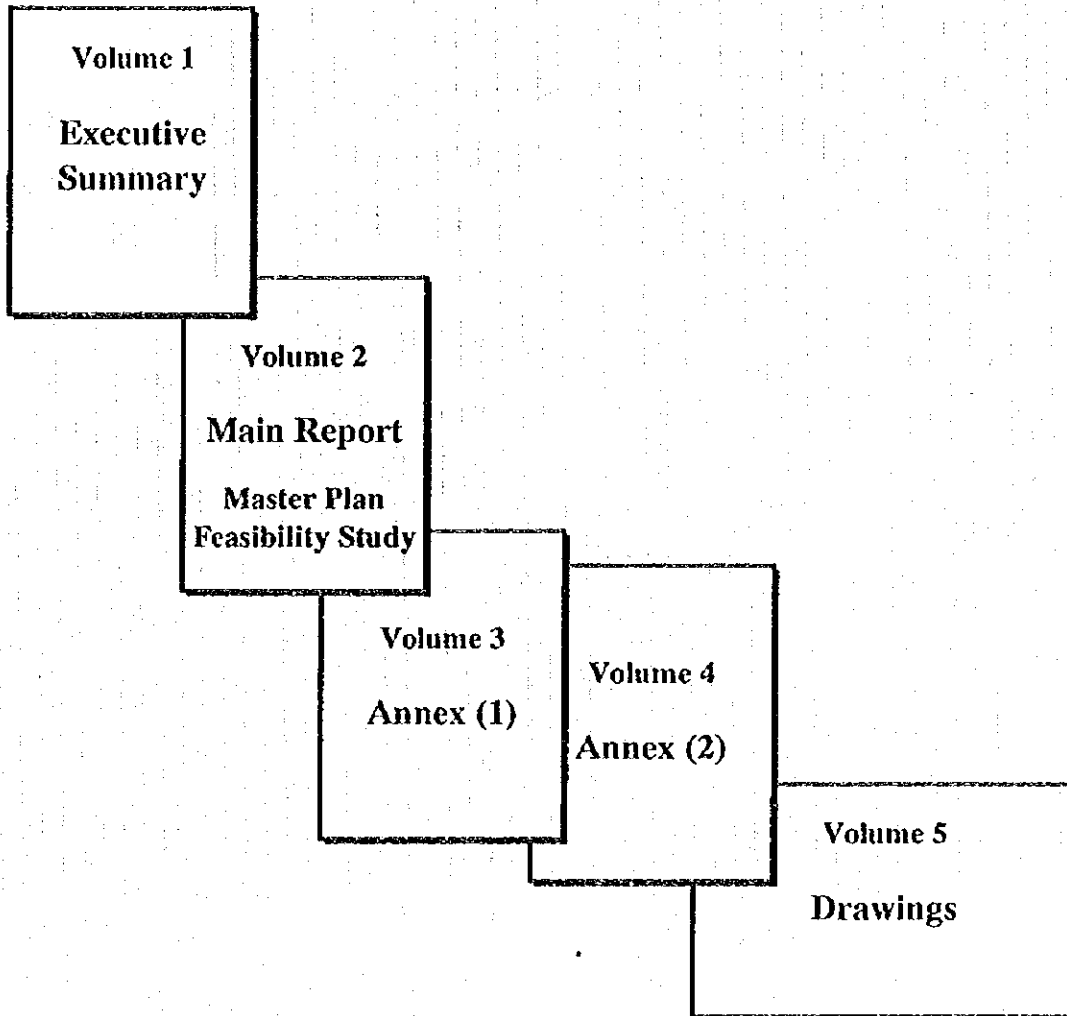 Volume 1
Executive
Summary
Volume 2
Main Report
Master Plan
Feasibility Study
Volume 3
Annex (1)
Volume 4
Annex (2)
Volume 5
Drawings